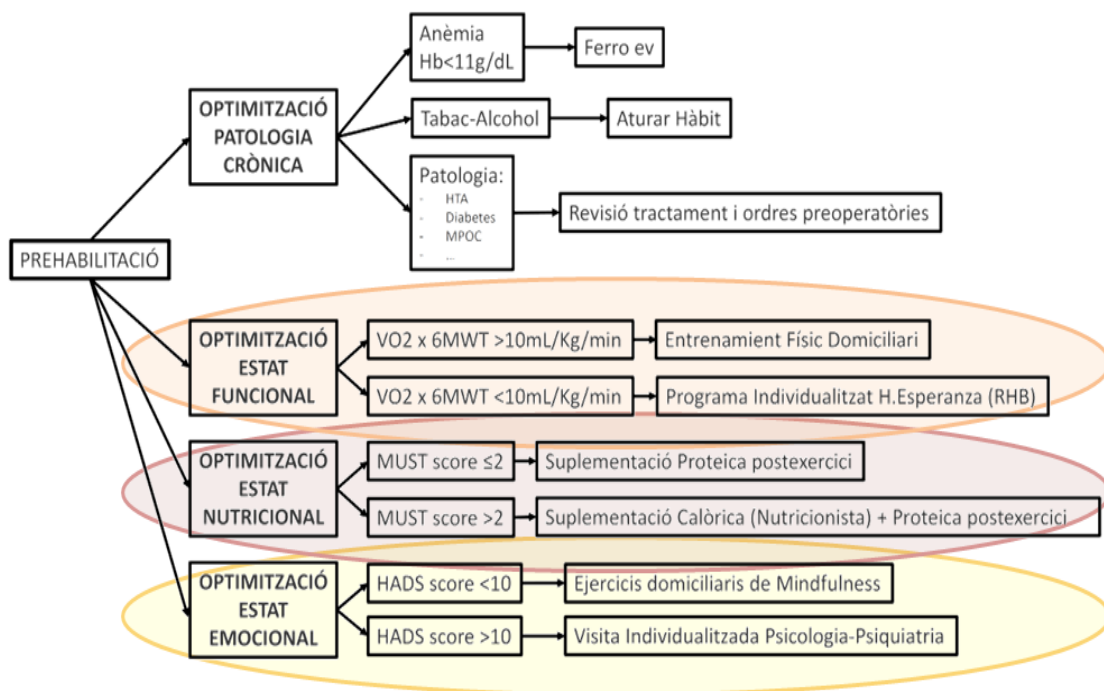 PREHABILITACIÓ
OPTIMITZACIÓ
PATOLOGIA
CRÒNICA
Anèmia
Hb<11g/dL
Ferro ev
Tabac-Alcohol
Aturar Hàbit
Patologia:
- HTA
- Diabetes
- MPOC
- ...
Revisió tractament i ordres preoperatòries
OPTIMITZACIÓ
ESTAT
FUNCIONAL
VO2 x 6MWT >10mL/Kg/min
Entrenamient Físic Domiciliari
VO2 x 6MWT <10mL/Kg/min
Programa Individualitzat H.Esperanza (RHB)
OPTIMITZACIÓ
ESTAT
NUTRICIONAL
MUST score ≤2
Suplementació Proteica postexercici
MUST score >2
Suplementació Calòrica (Nutricionista) + Proteica postexercici
OPTIMITZACIÓ
ESTAT
EMOCIONAL
HADS score <10
Ejercicis domiciliaris de Mindfulness
HADS score >10
Visita Individualitzada Psicologia-Psiquiatria